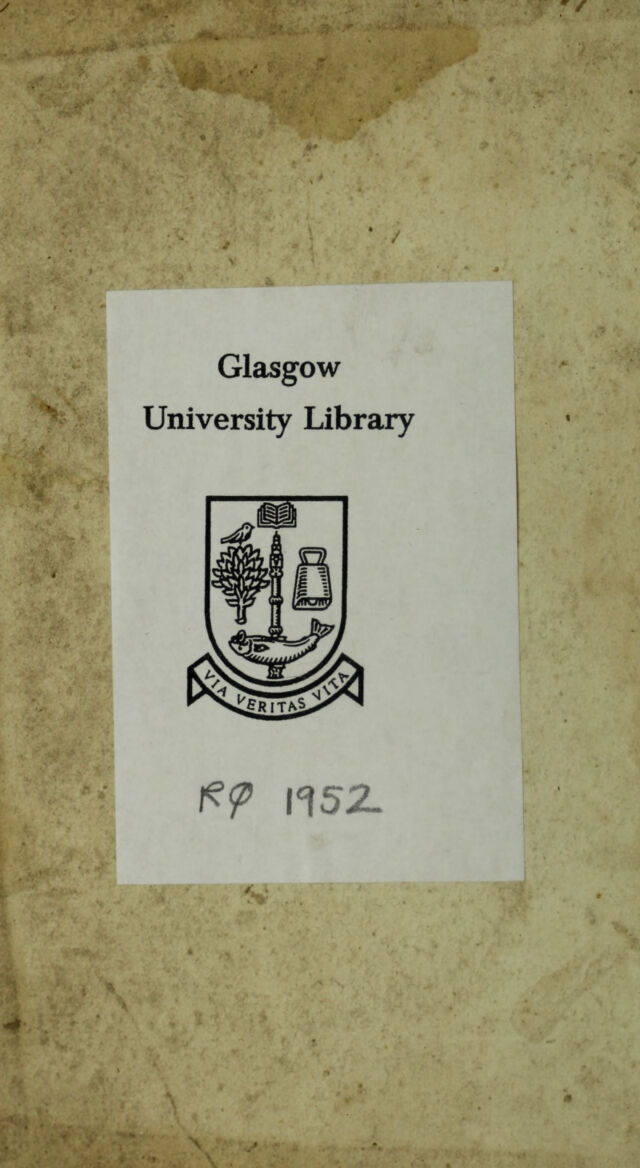 Glasgow
University Library
VIA VERITAS VITA
RQ 1952